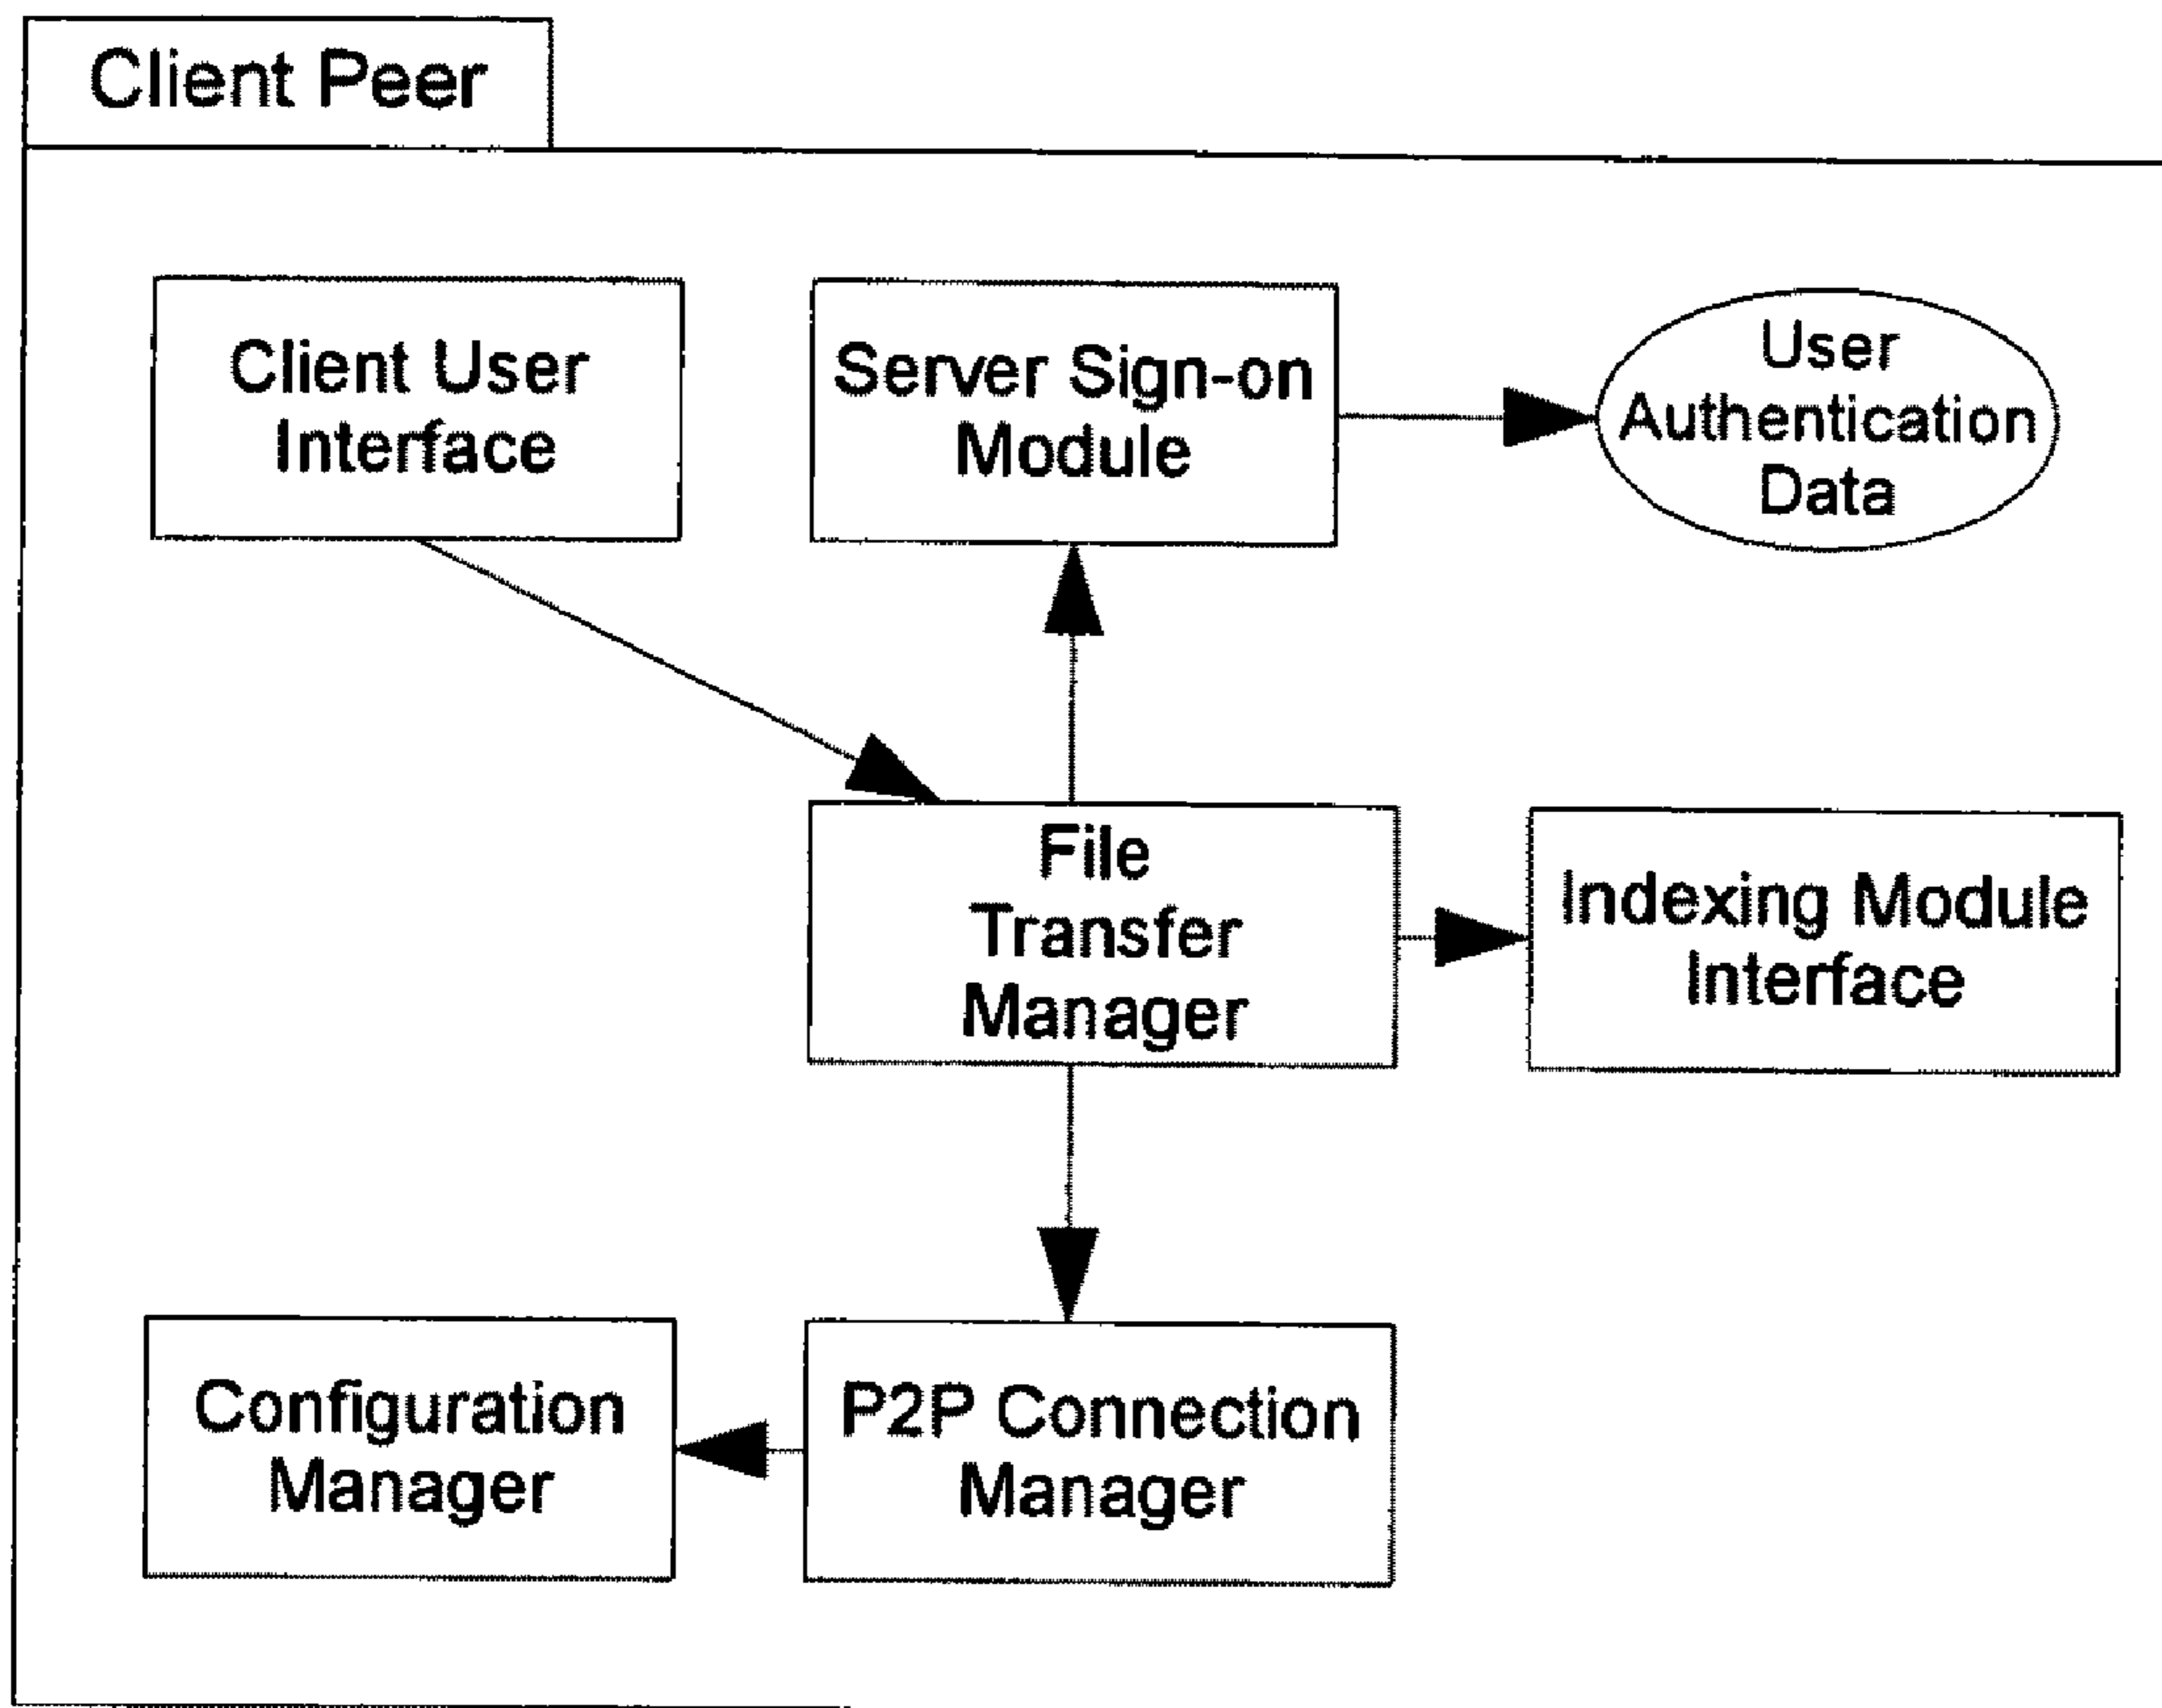 Client Peer
Client User
Interface
Server Sign-on
Module
User
Authentication
Data
File
Transfer
Manager
Indexing Module
Interface
Configuration
Manager
P2P Connection
Manager